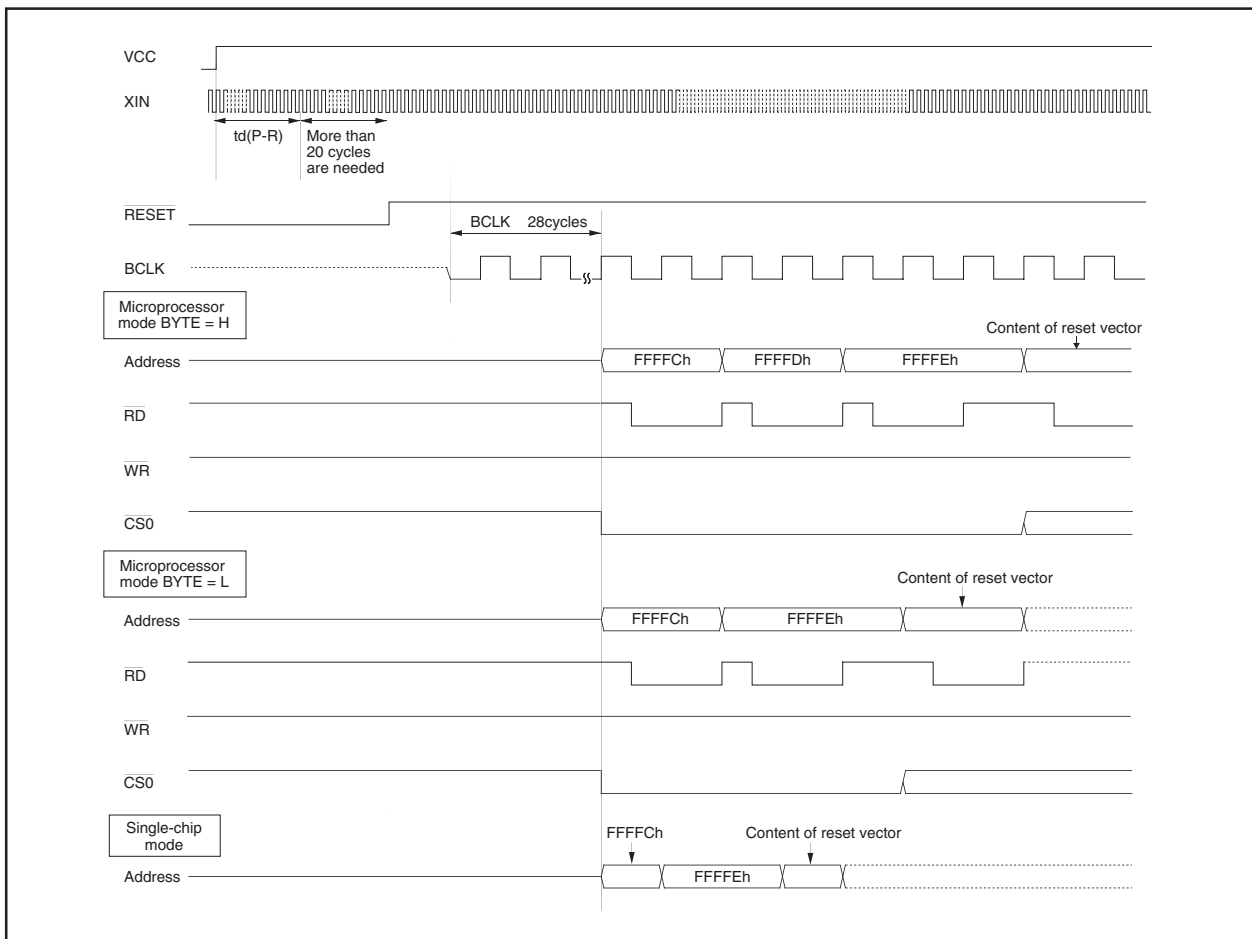 VCC
XIN
td(P-R)
More than
20 cycles
are needed
RESET
BCLK 28cycles
BCLK
Microprocessor
mode BYTE = H
Content of reset vector
Address
FFFFCh
FFFFDh
FFFFEh
RD
WR
CS0
Microprocessor
mode BYTE = L
Content of reset vector
Address
FFFFCh
FFFFEh
RD
WR
CS0
Single-chip
mode
FFFFCh
Content of reset vector
Address
FFFFEh